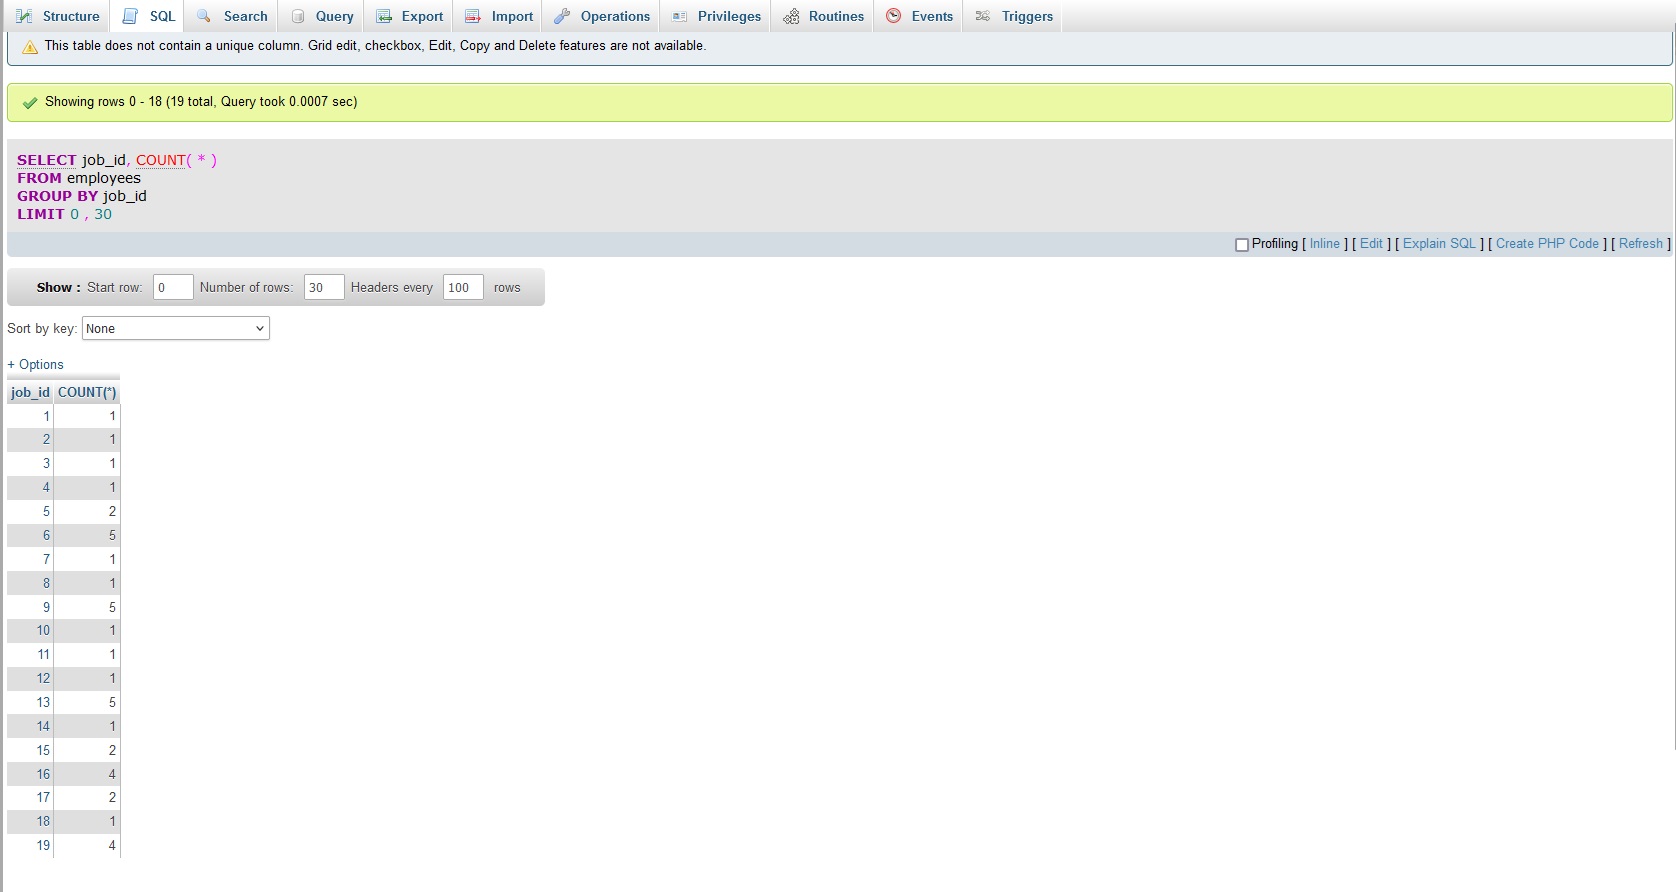 Structure SQL Search Query Export Import Operations Privileges Routines Events Triggers
This table does not contain a unique column. Grid edit, checkbox, Edit, Copy and Delete features are not available.
Showing rows 0 - 18 (19 total, Query took 0.0007 sec)
SELECT job_id, COUNT( * )
FROM employees
GROUP BY job_id
LIMIT 0 , 30
Profiling [ Inline ] [ Edit ] [ Explain SQL ] [ Create PHP Code ] [ Refresh ]
Show : Start row: 0 Number of rows: 30 Headers every 100 rows
Sort by key: None
+ Options
job_id COUNT(*)
1 1
2 1
3 1
4 1
5 2
6 5
7 1
8 1
9 5
10 1
11 1
12 1
13 5
14 1
15 2
16 4
17 2
18 1
19 4